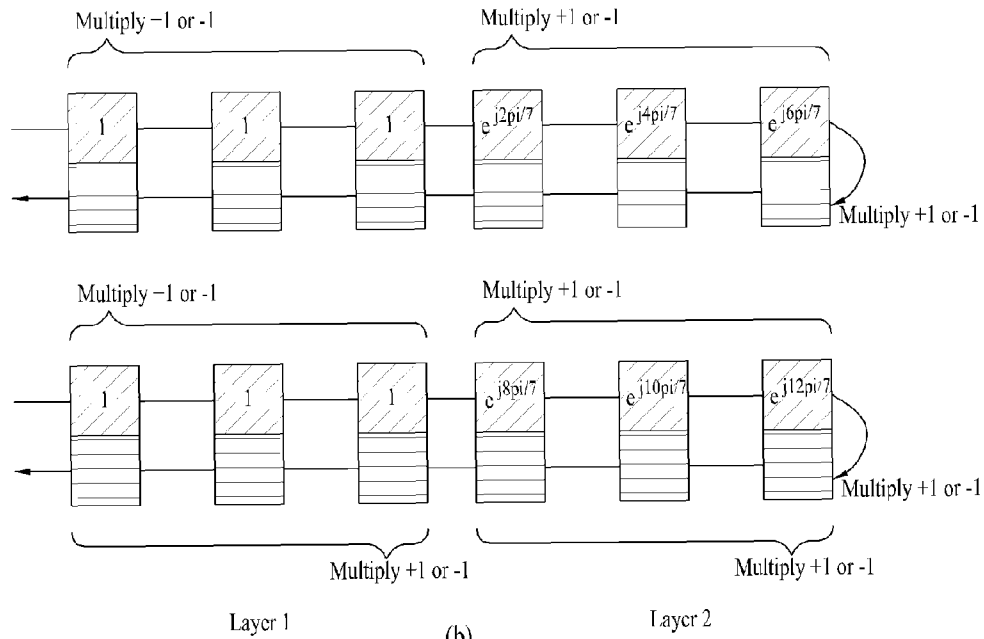 Multiply −1 or -1
Multiply +1 or -1
1 1 1 e j2pi/7 e j4pi/7 e j6pi/7
Multiply +1 or -1
Multiply −1 or -1
Multiply +1 or -1
1 1 1 e j8pi/7 e j10pi/7 e j12pi/7
Multiply +1 or -1
Multiply +1 or -1
Multiply +1 or -1
Layer 1
Layer 2
(b)